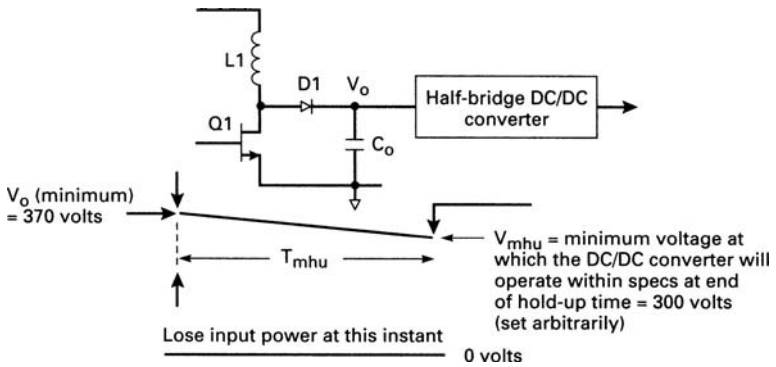 L1
D1
Vo
Half-bridge DC/DC
converter
Q1
Co
Vo (minimum)
= 370 volts
Tmhu
Vmhu = minimum voltage at
which the DC/DC converter will
operate within specs at end
of hold-up time = 300 volts
(set arbitrarily)
Lose input power at this instant
0 volts